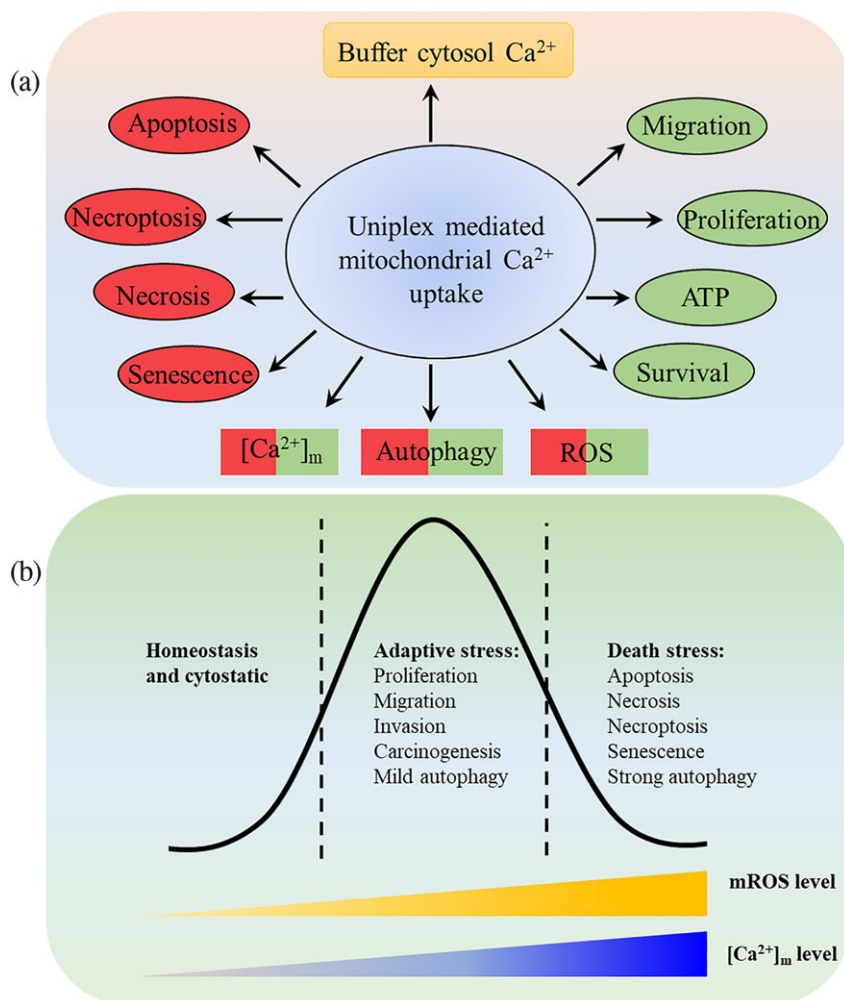 (a)
Buffer cytosol Ca²⁺
Apoptosis
Necroptosis
Necrosis
Senescence
Uniplex mediated
mitochondrial Ca²⁺
uptake
Migration
Proliferation
ATP
Survival
[Ca²⁺]ₘ
Autophagy
ROS
(b)
Homeostasis
and cytostatic
Adaptive stress:
Proliferation
Migration
Invasion
Carcinogenesis
Mild autophagy
Death stress:
Apoptosis
Necrosis
Necroptosis
Senescence
Strong autophagy
mROS level
[Ca²⁺]ₘ level